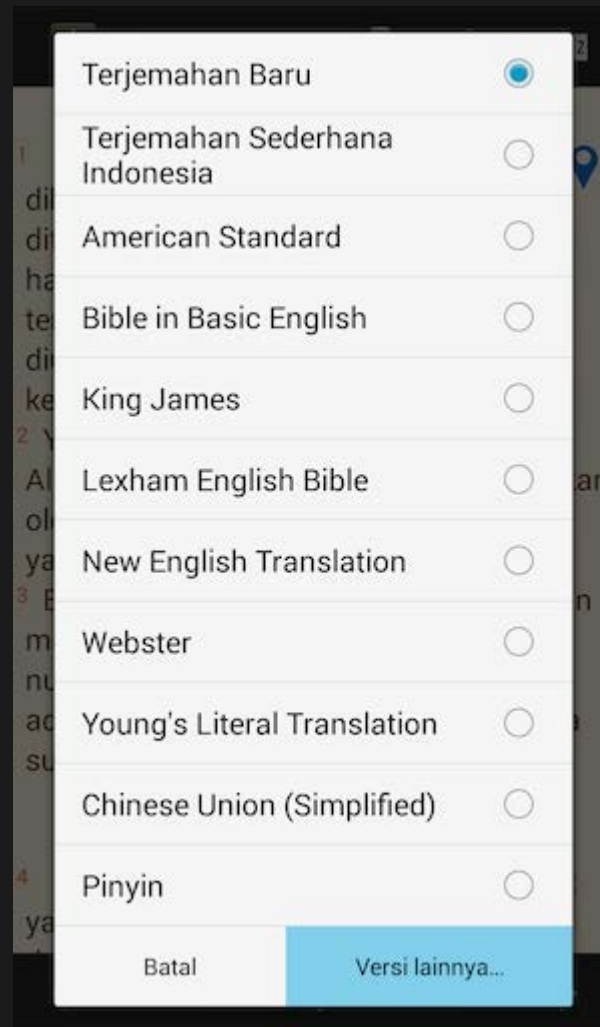 Terjemahan Baru
Terjemahan Sederhana
Indonesia
American Standard
Bible in Basic English
King James
Lexham English Bible
New English Translation
Webster
Young's Literal Translation
Chinese Union (Simplified)
Pinyin
Batal
Versi lainnya...